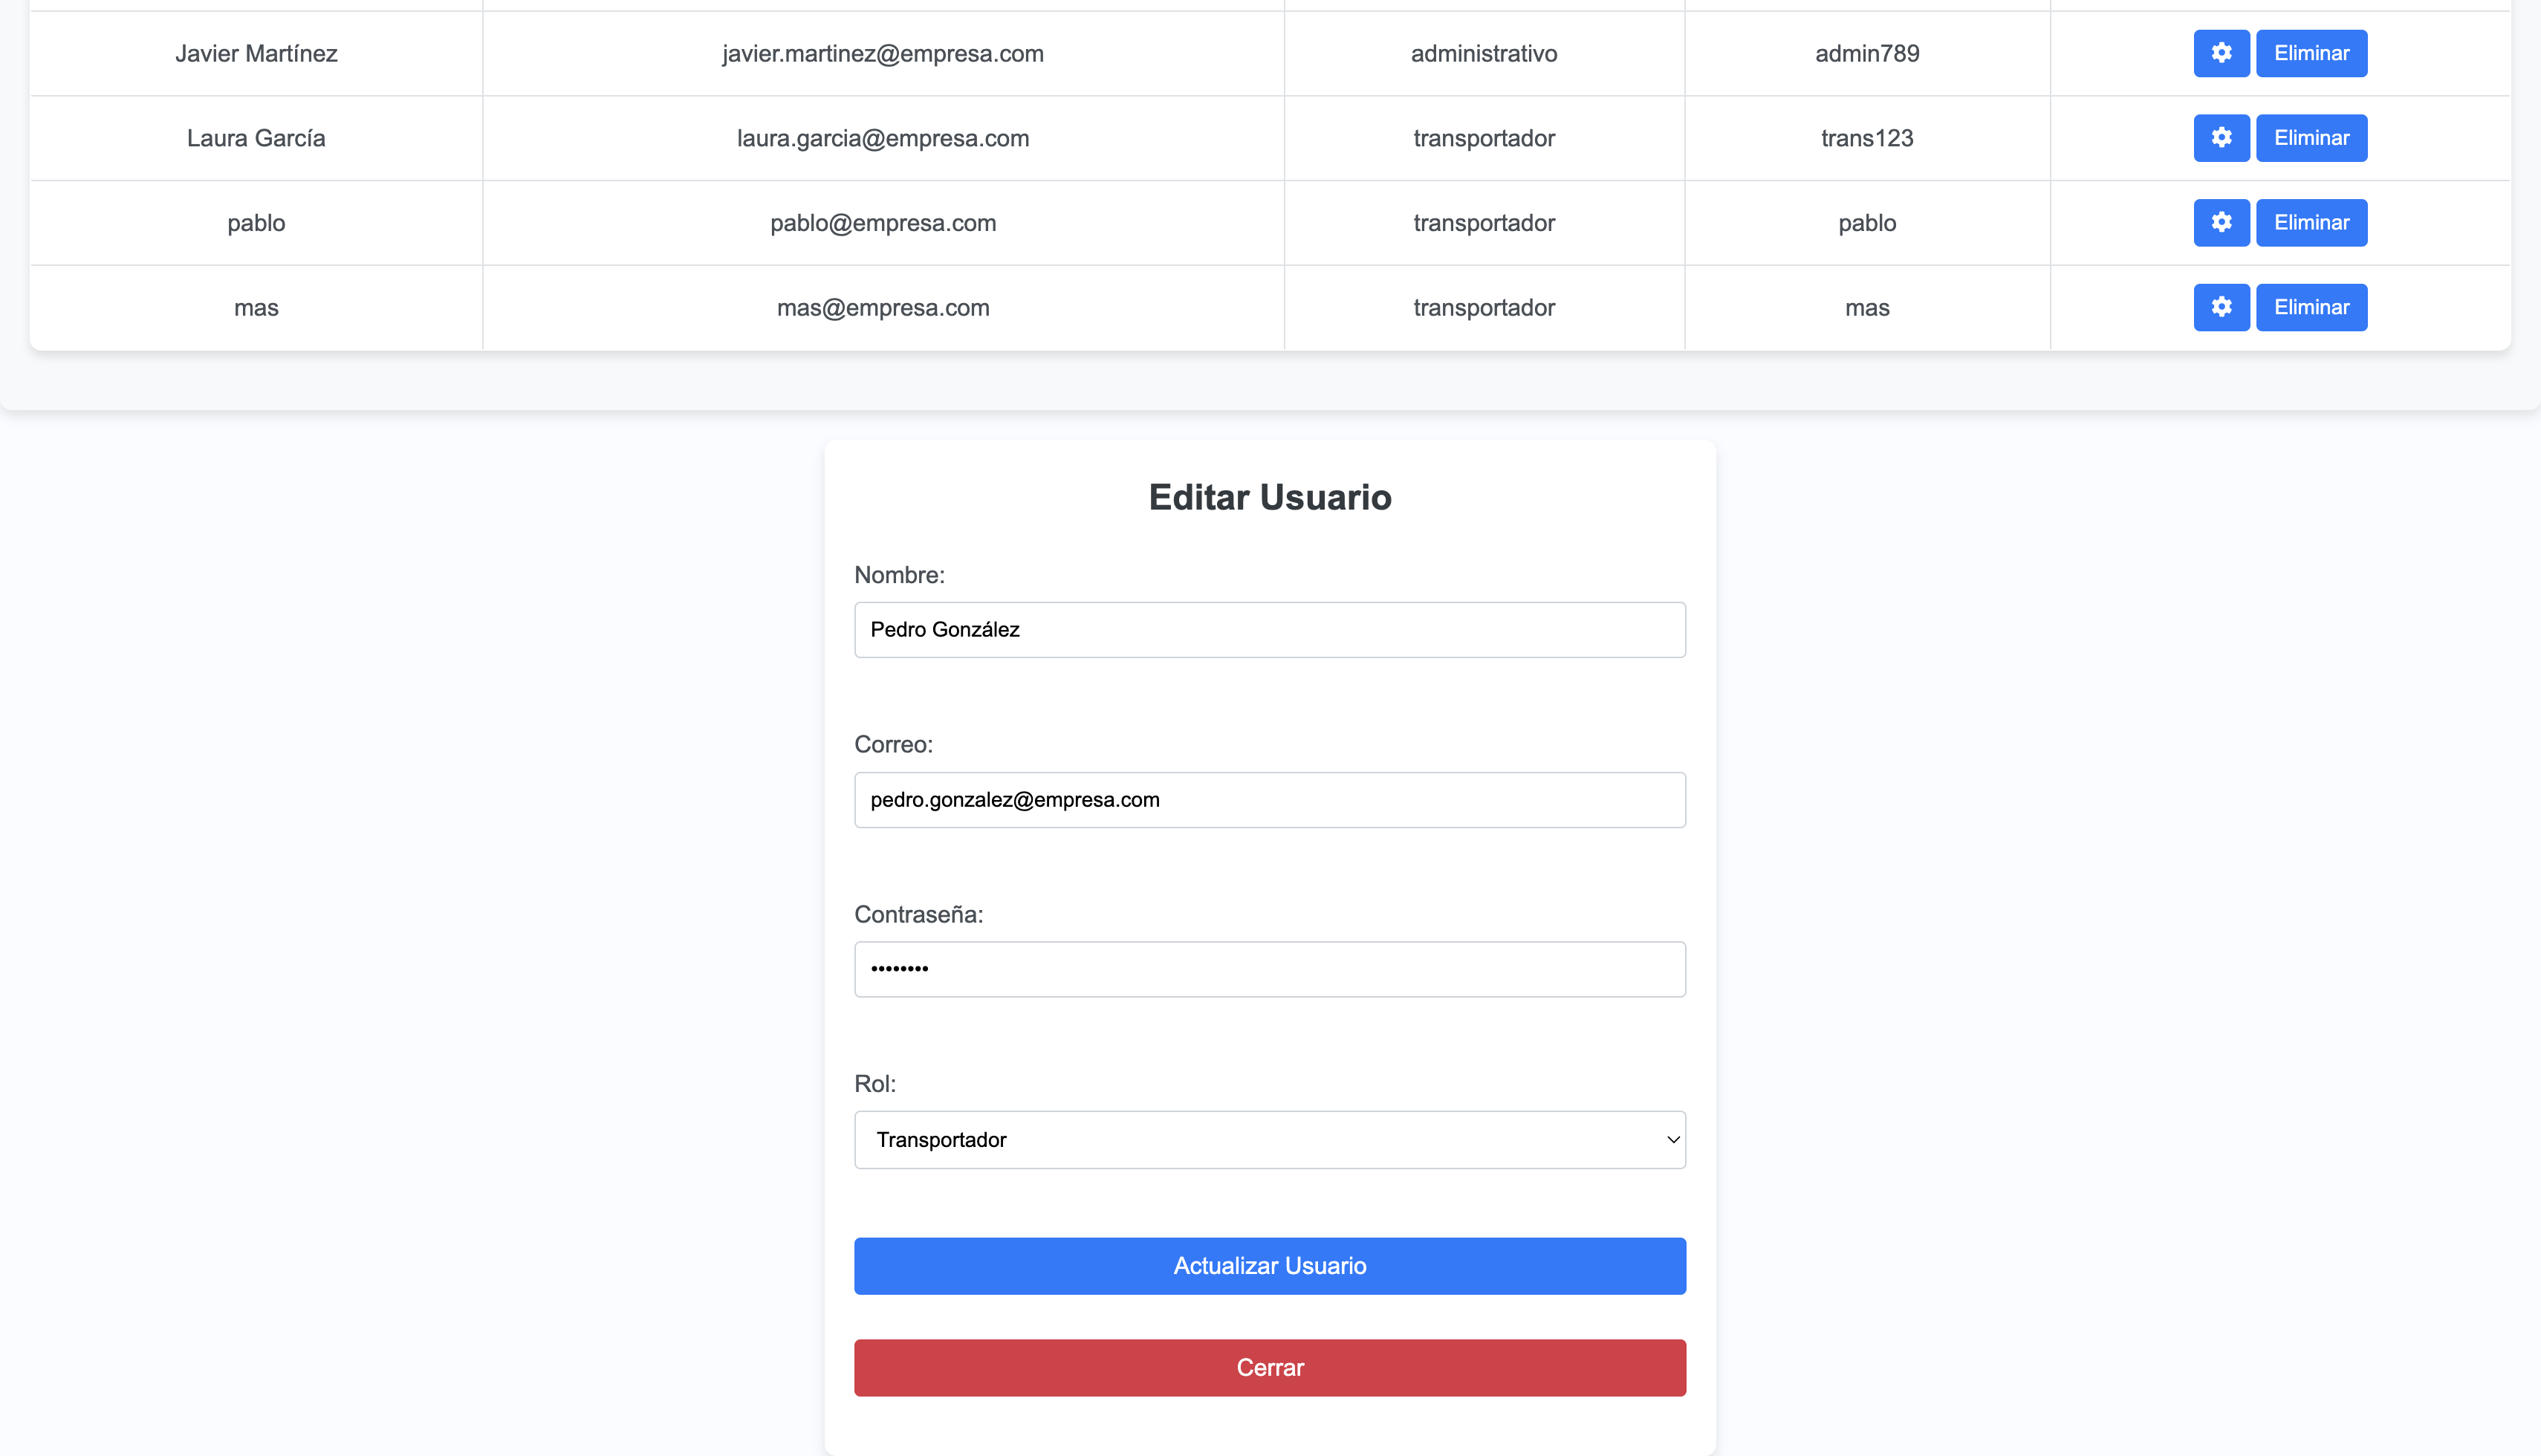 Javier Martínez javier.martinez@empresa.com administrativo admin789 Eliminar
Laura García laura.garcia@empresa.com transportador trans123 Eliminar
pablo pablo@empresa.com transportador pablo Eliminar
mas mas@empresa.com transportador mas Eliminar
Editar Usuario
Nombre:
Pedro González
Correo:
pedro.gonzalez@empresa.com
Contraseña:
••••••••
Rol:
Transportador
Actualizar Usuario
Cerrar